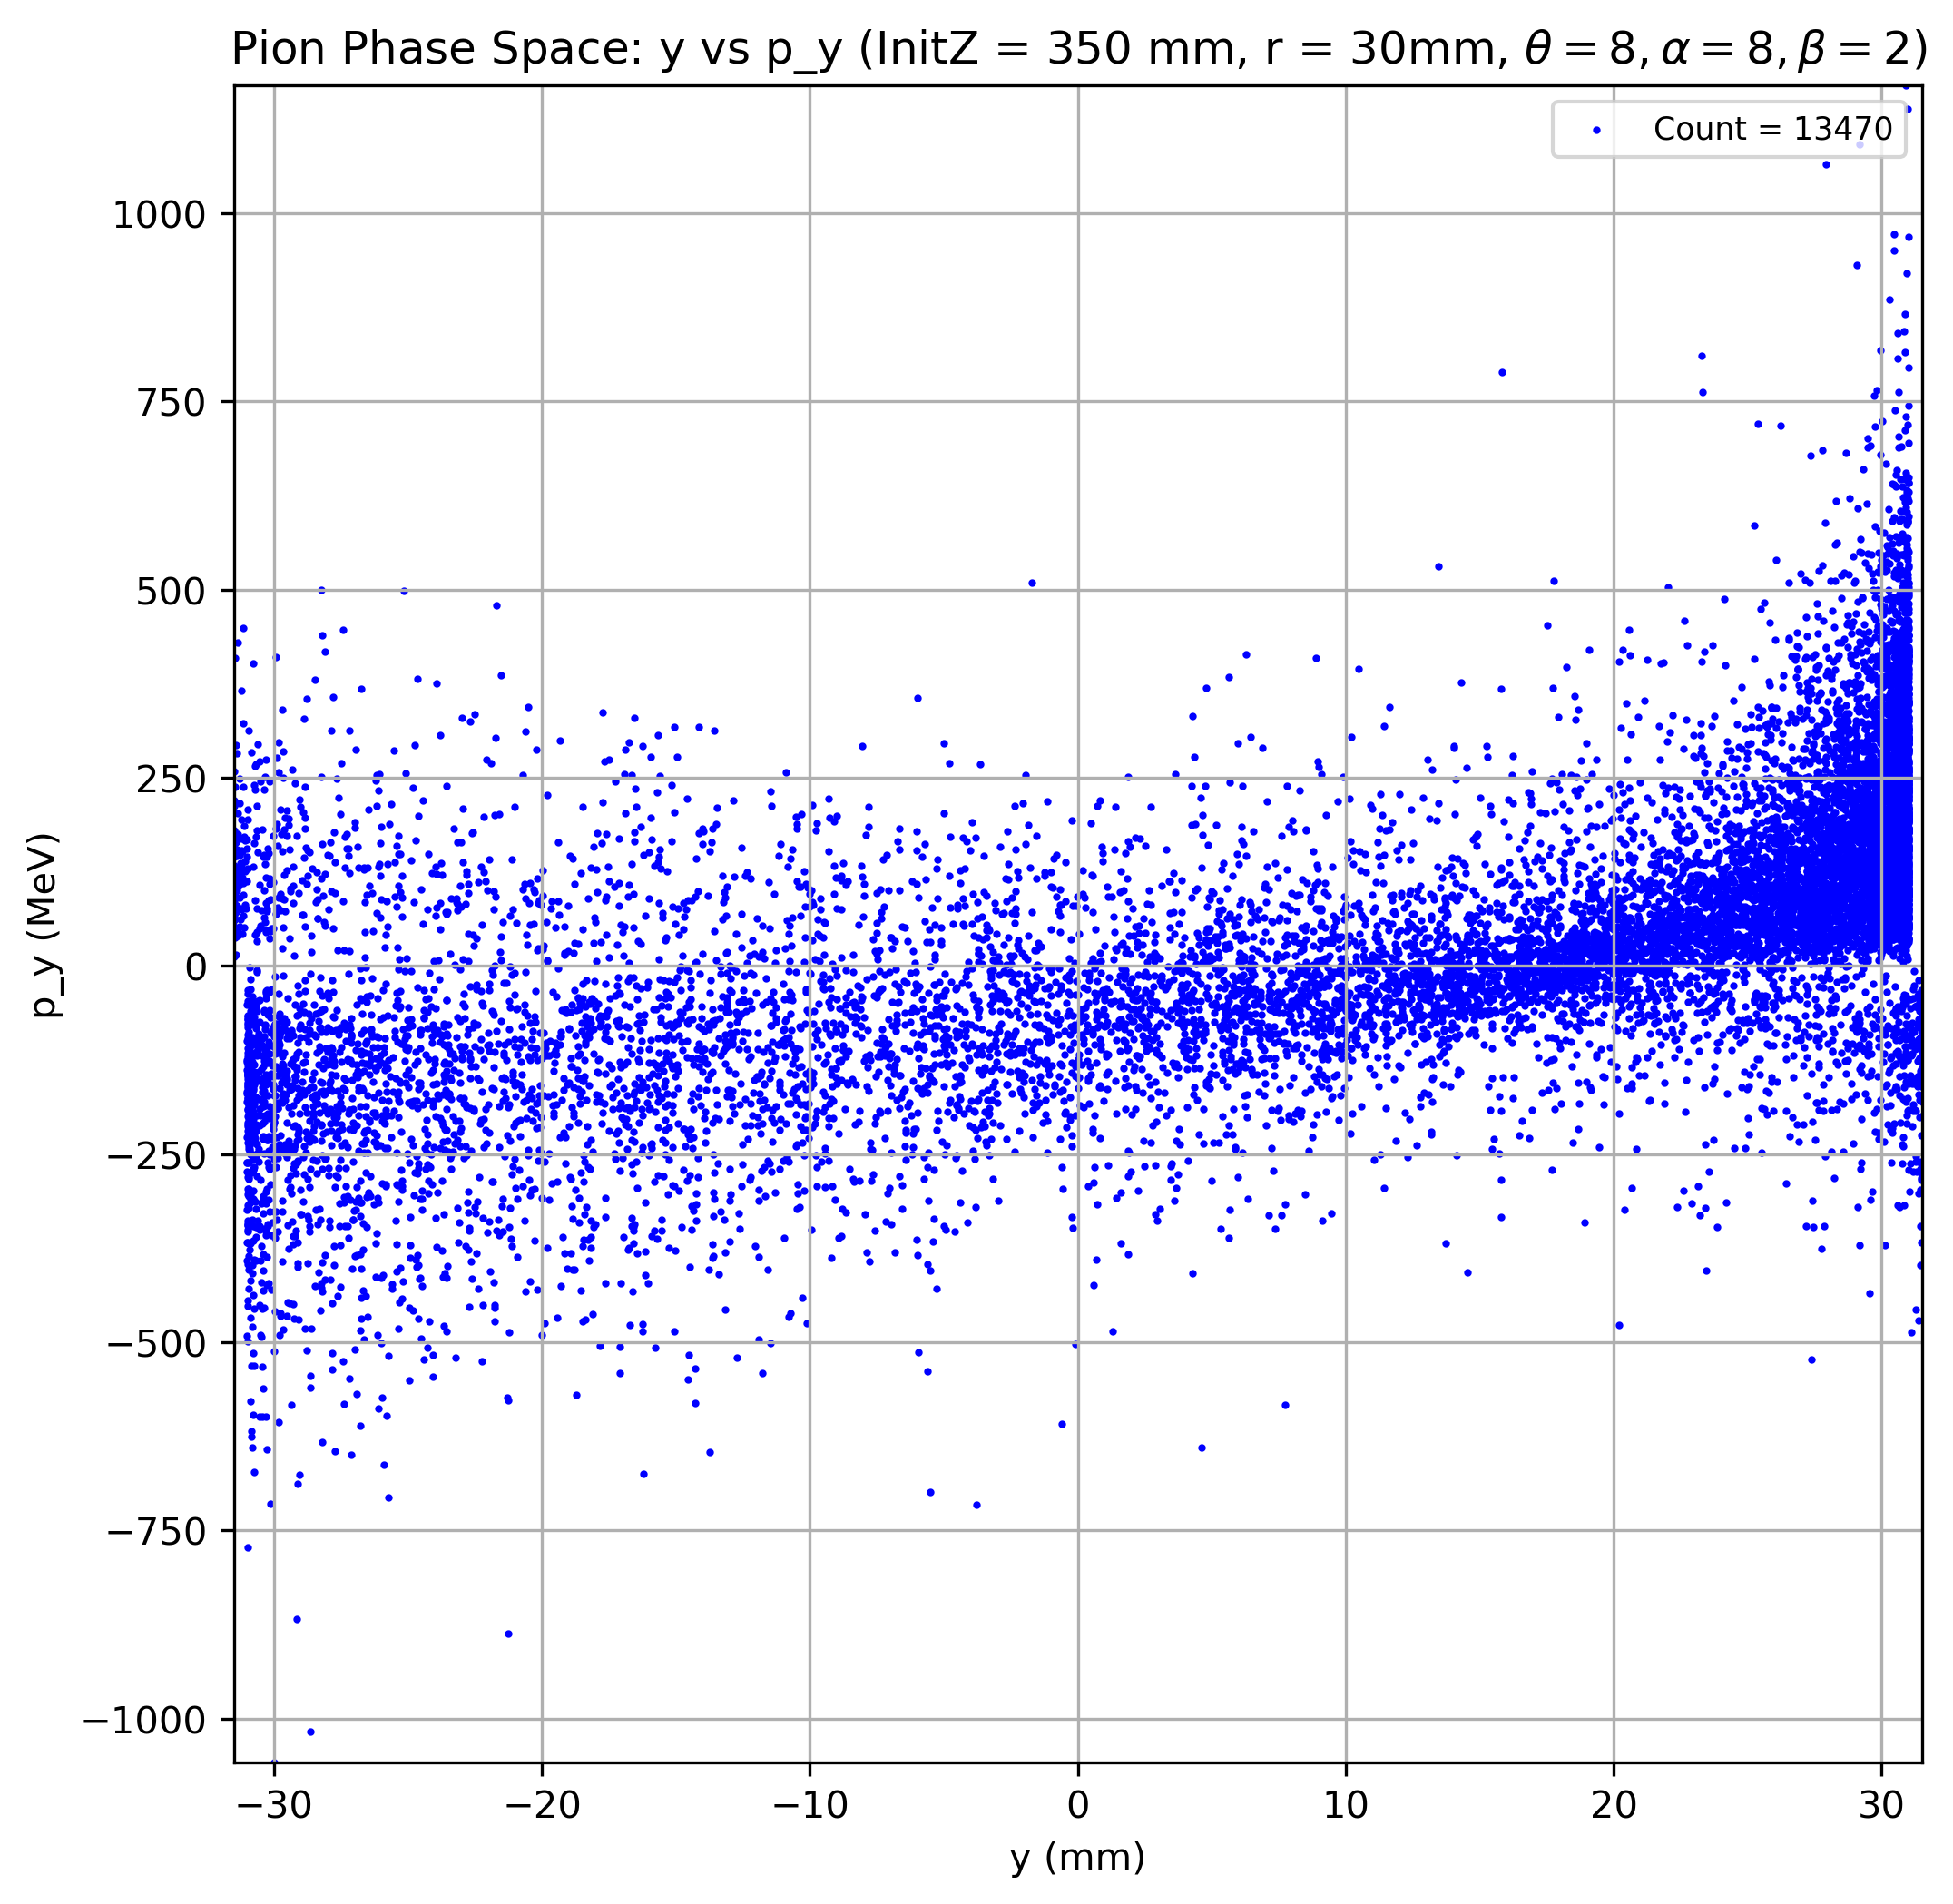 Pion Phase Space: y vs p_y (InitZ = 350 mm, r = 30mm, θ = 8, α = 8, β = 2)
Count = 13470
1000
750
500
250
0
−250
−500
−750
−1000
p_y (MeV)
−30 −20 −10 0 10 20 30
y (mm)